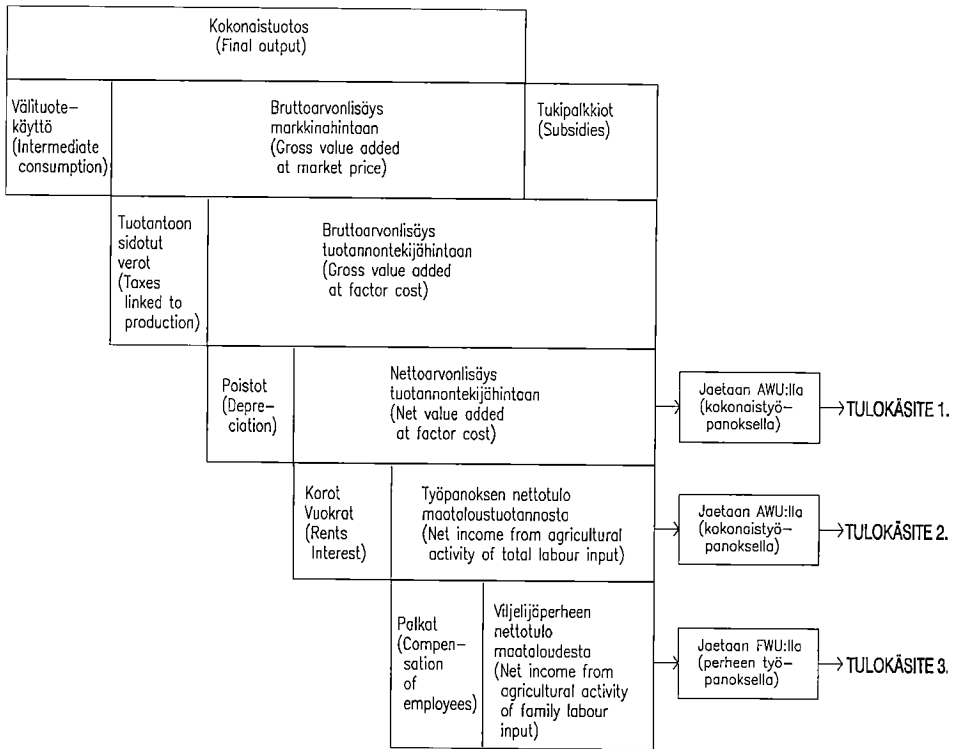 Kokonaistuotos
(Final output)
Välituote-
käyttö
(Intermediate
consumption)
Bruttoarvonlisäys
markkinahintaan
(Gross value added
at market price)
Tukipalkkiot
(Subsidies)
Tuotantoon
sidotut
verot
(Taxes
linked to
production)
Bruttoarvonlisäys
tuotannontekijähintaan
(Gross value added
at factor cost)
Poistot
(Depre-
ciation)
Nettoarvonlisäys
tuotannontekijähintaan
(Net value added
at factor cost)
Jaetaan AWU:lla
(kokonaistyö-
panoksella)
TULOKÄSITE 1.
Korot
Vuokrat
(Rents
Interest)
Työpanoksen nettotulo
maataloustuotannosta
(Net income from agricultural
activity of total labour input)
Jaetaan AWU:lla
(kokonaistyö-
panoksella)
TULOKÄSITE 2.
Palkat
(Compen-
sation
of
employees)
Viljelijäperheen
nettotulo
maataloudesta
(Net income from
agricultural activity
of family labour
input)
Jaetaan FWU:lla
(perheen työ-
panoksella)
TULOKÄSITE 3.